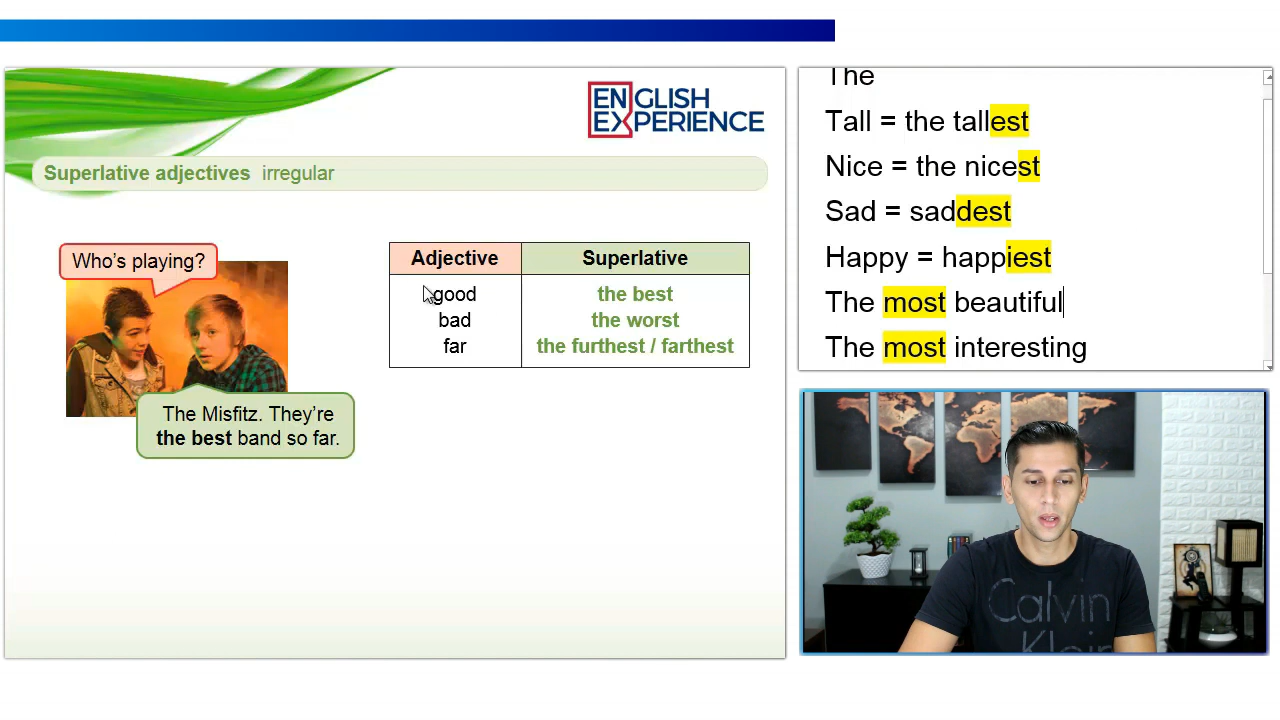 ENGLISH
EXPERIENCE
Superlative adjectives irregular
Who's playing?
The Misfitz. They're
the best band so far.
Adjective Superlative
good the best
bad the worst
far the furthest / farthest
The
Tall = the tallest
Nice = the nicest
Sad = saddest
Happy = happiest
The most beautiful
The most interesting
Calvin
Klein